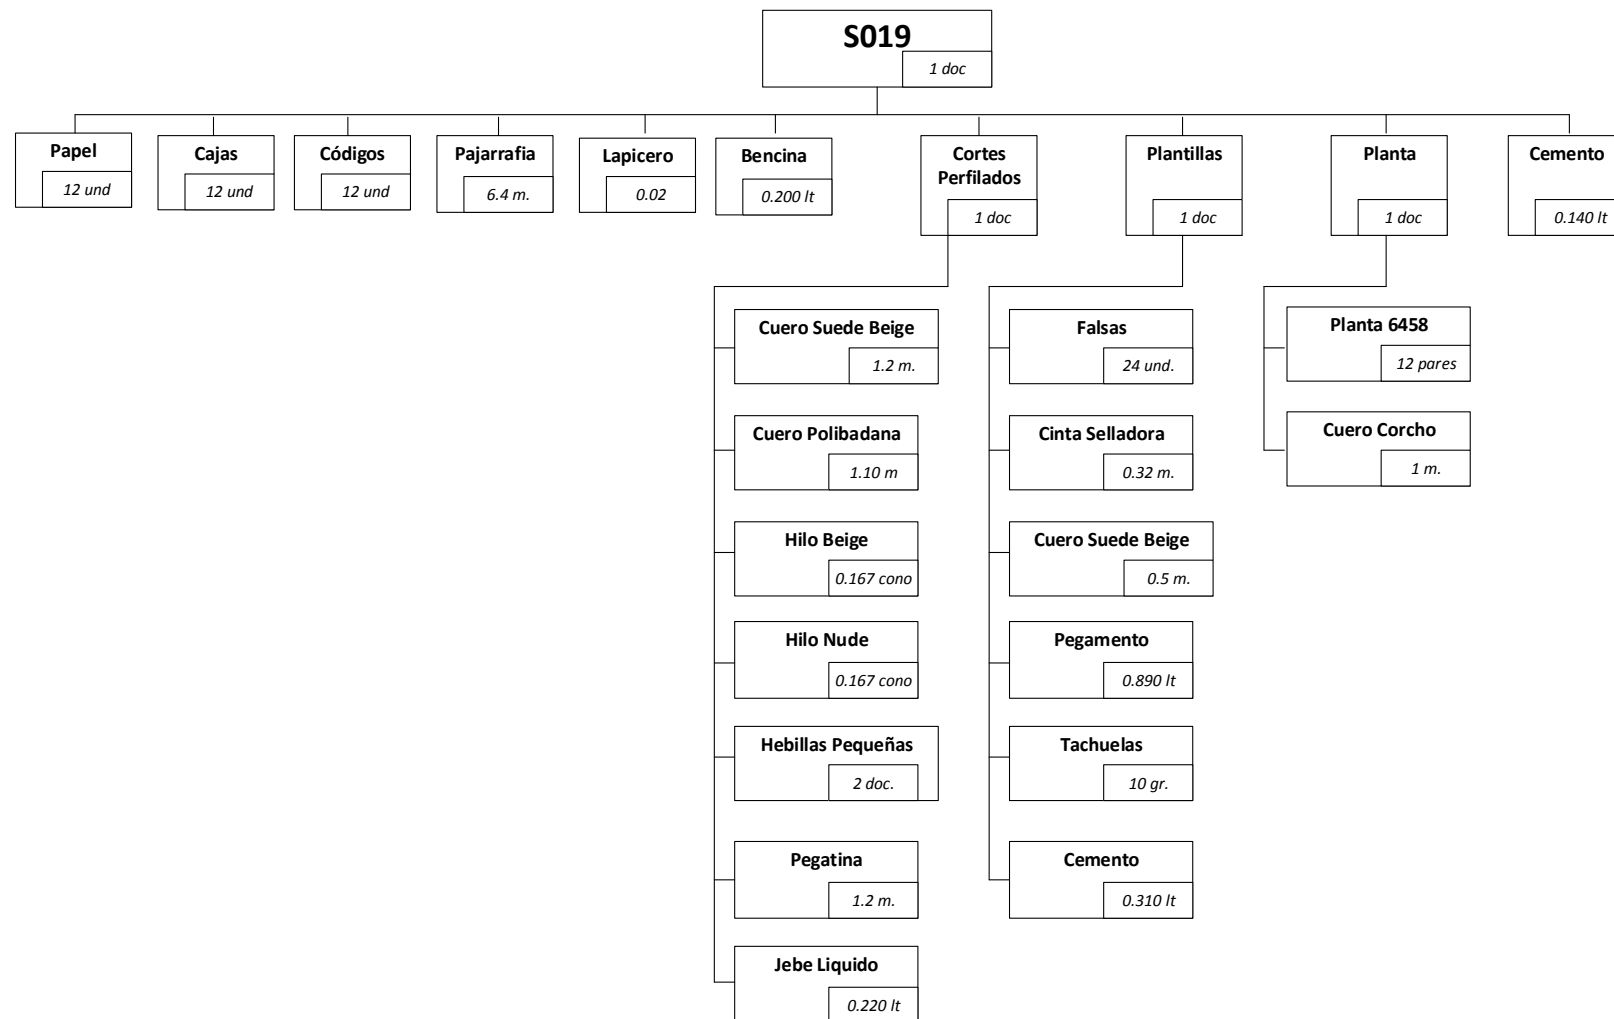 S019
1 doc
Papel
12 und
Cajas
12 und
Códigos
12 und
Pajarrafia
6.4 m.
Lapicero
0.02
Bencina
0.200 lt
Cortes
Perfilados
1 doc
Plantillas
1 doc
Planta
1 doc
Cemento
0.140 lt
Cuero Suede Beige
1.2 m.
Cuero Polibadana
1.10 m
Hilo Beige
0.167 cono
Hilo Nude
0.167 cono
Hebillas Pequeñas
2 doc.
Pegatina
1.2 m.
Jebe Liquido
0.220 lt
Falsas
24 und.
Cinta Selladora
0.32 m.
Cuero Suede Beige
0.5 m.
Pegamento
0.890 lt
Tachuelas
10 gr.
Cemento
0.310 lt
Planta 6458
12 pares
Cuero Corcho
1 m.